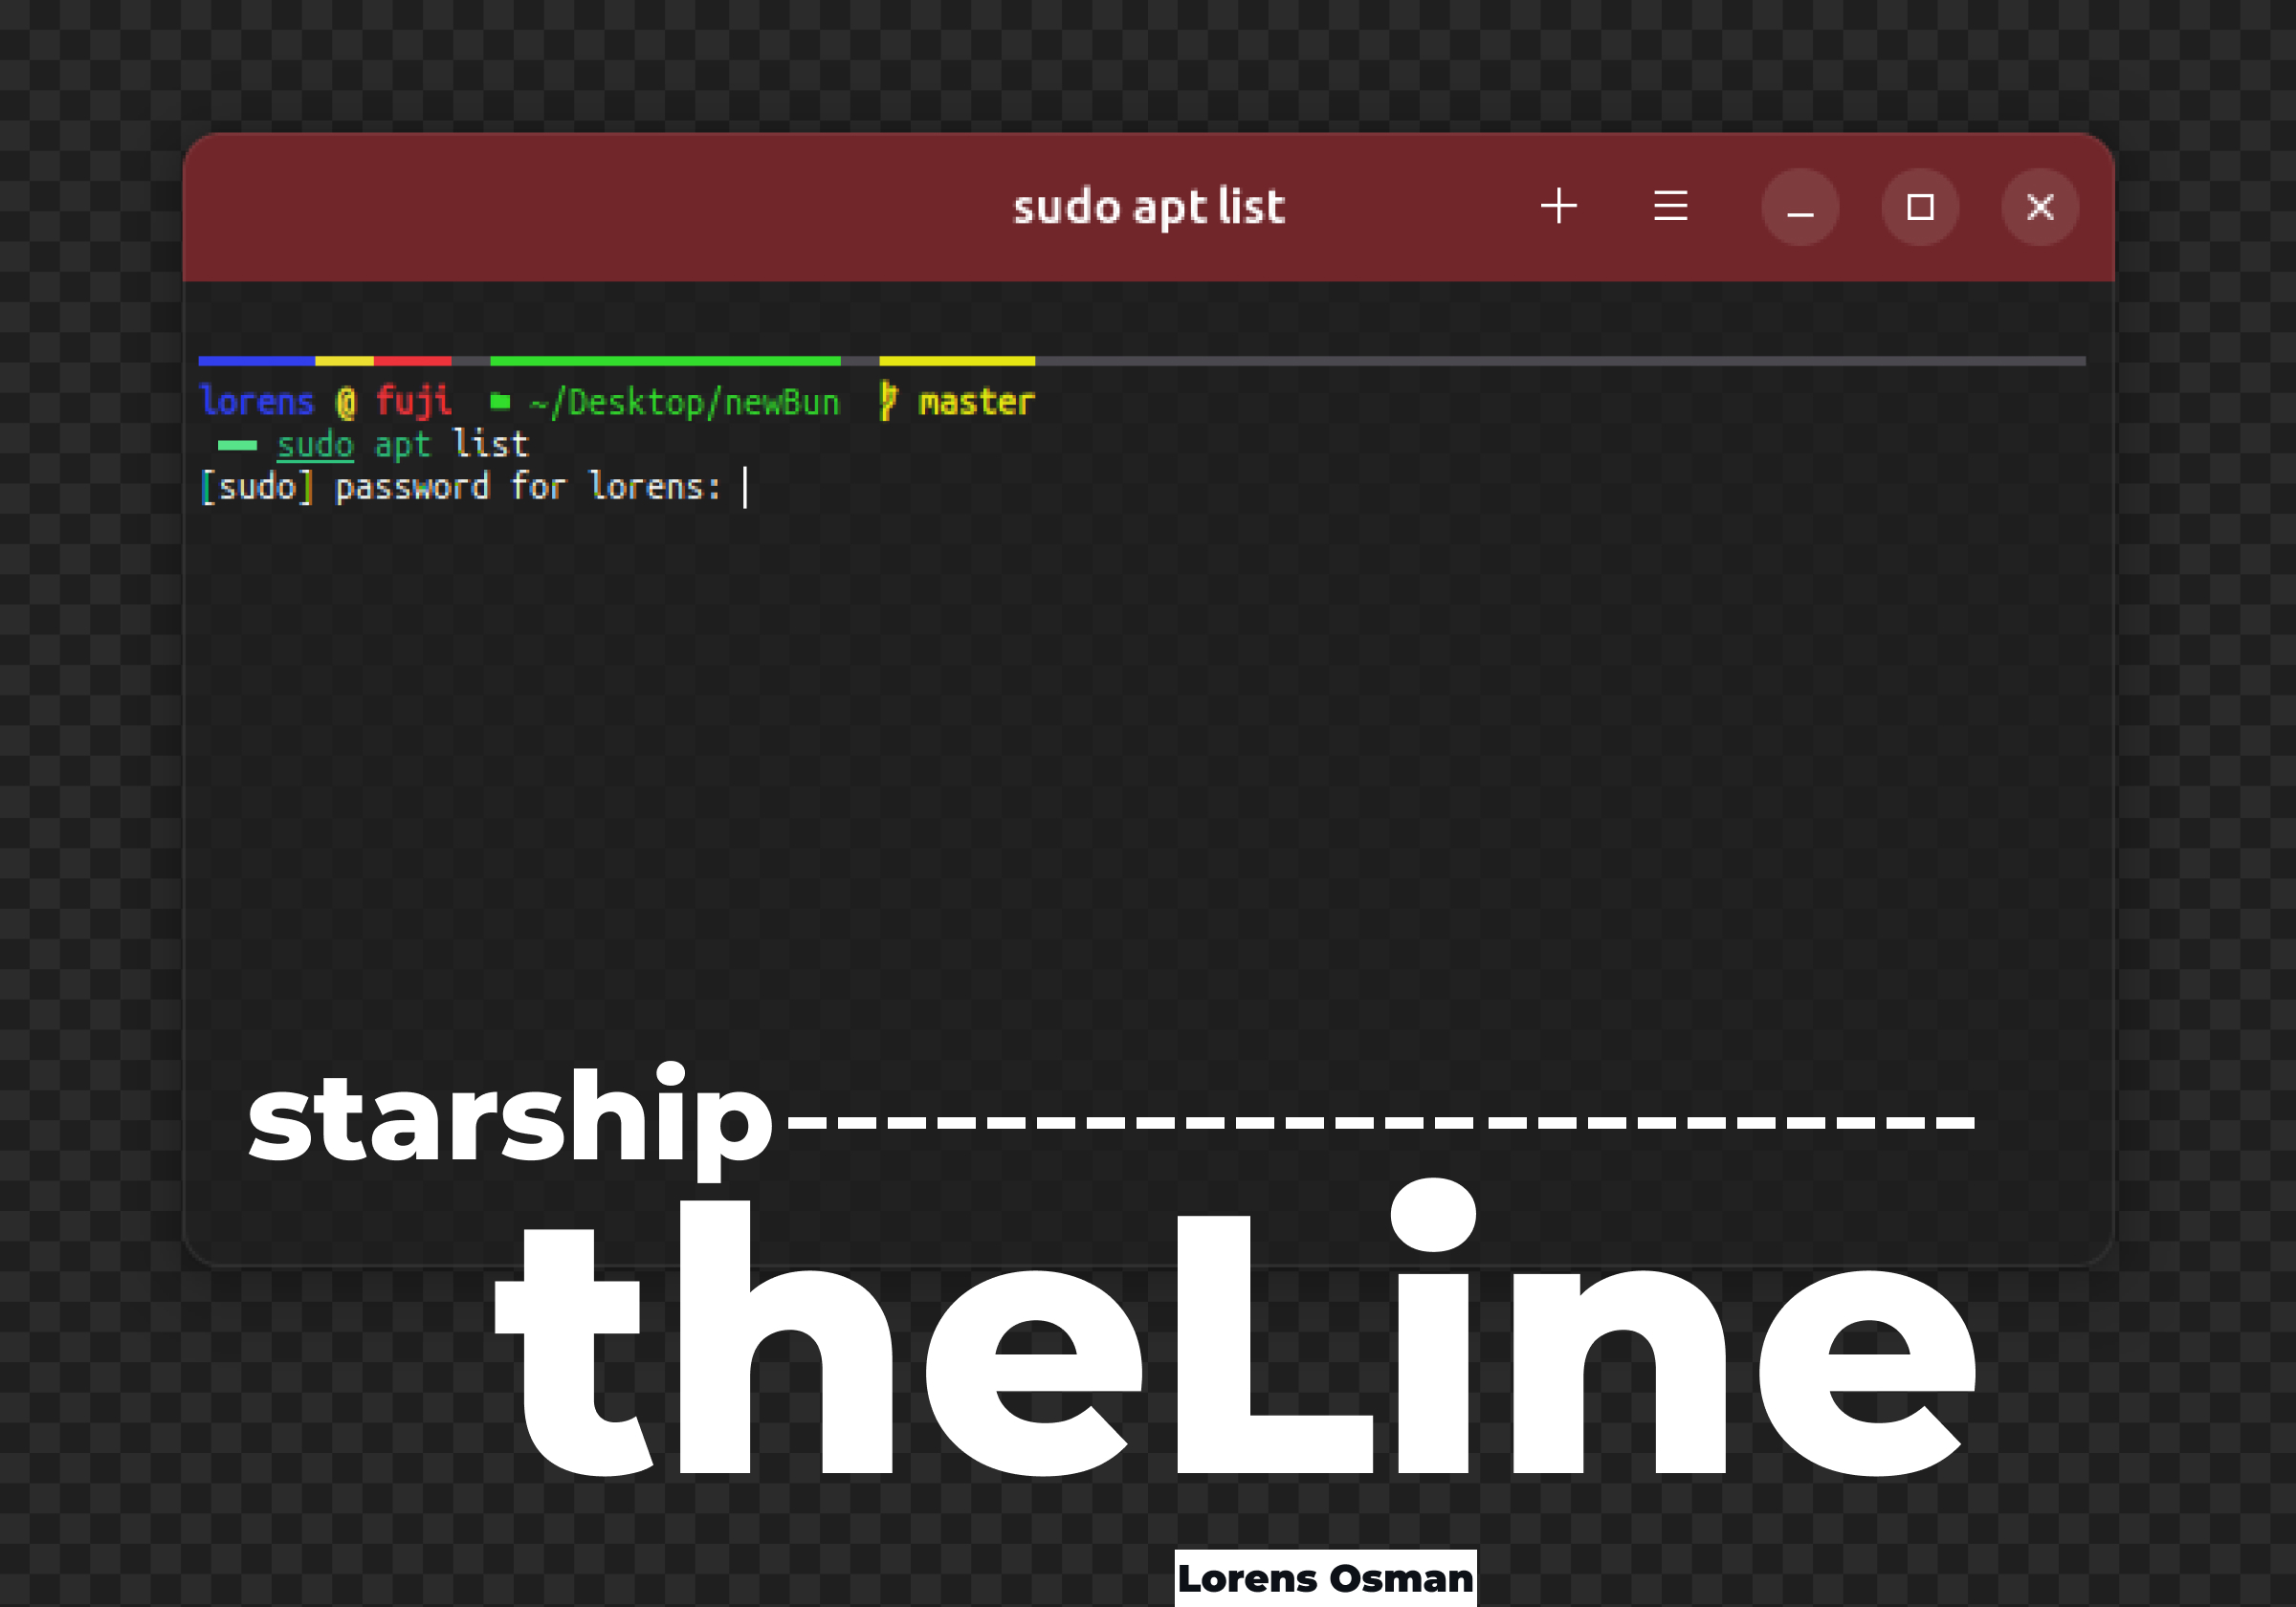 sudo apt list
lorens @ fuji ~/Desktop/newBun master
sudo apt list
[sudo] password for lorens:
starship
theLine
Lorens Osman